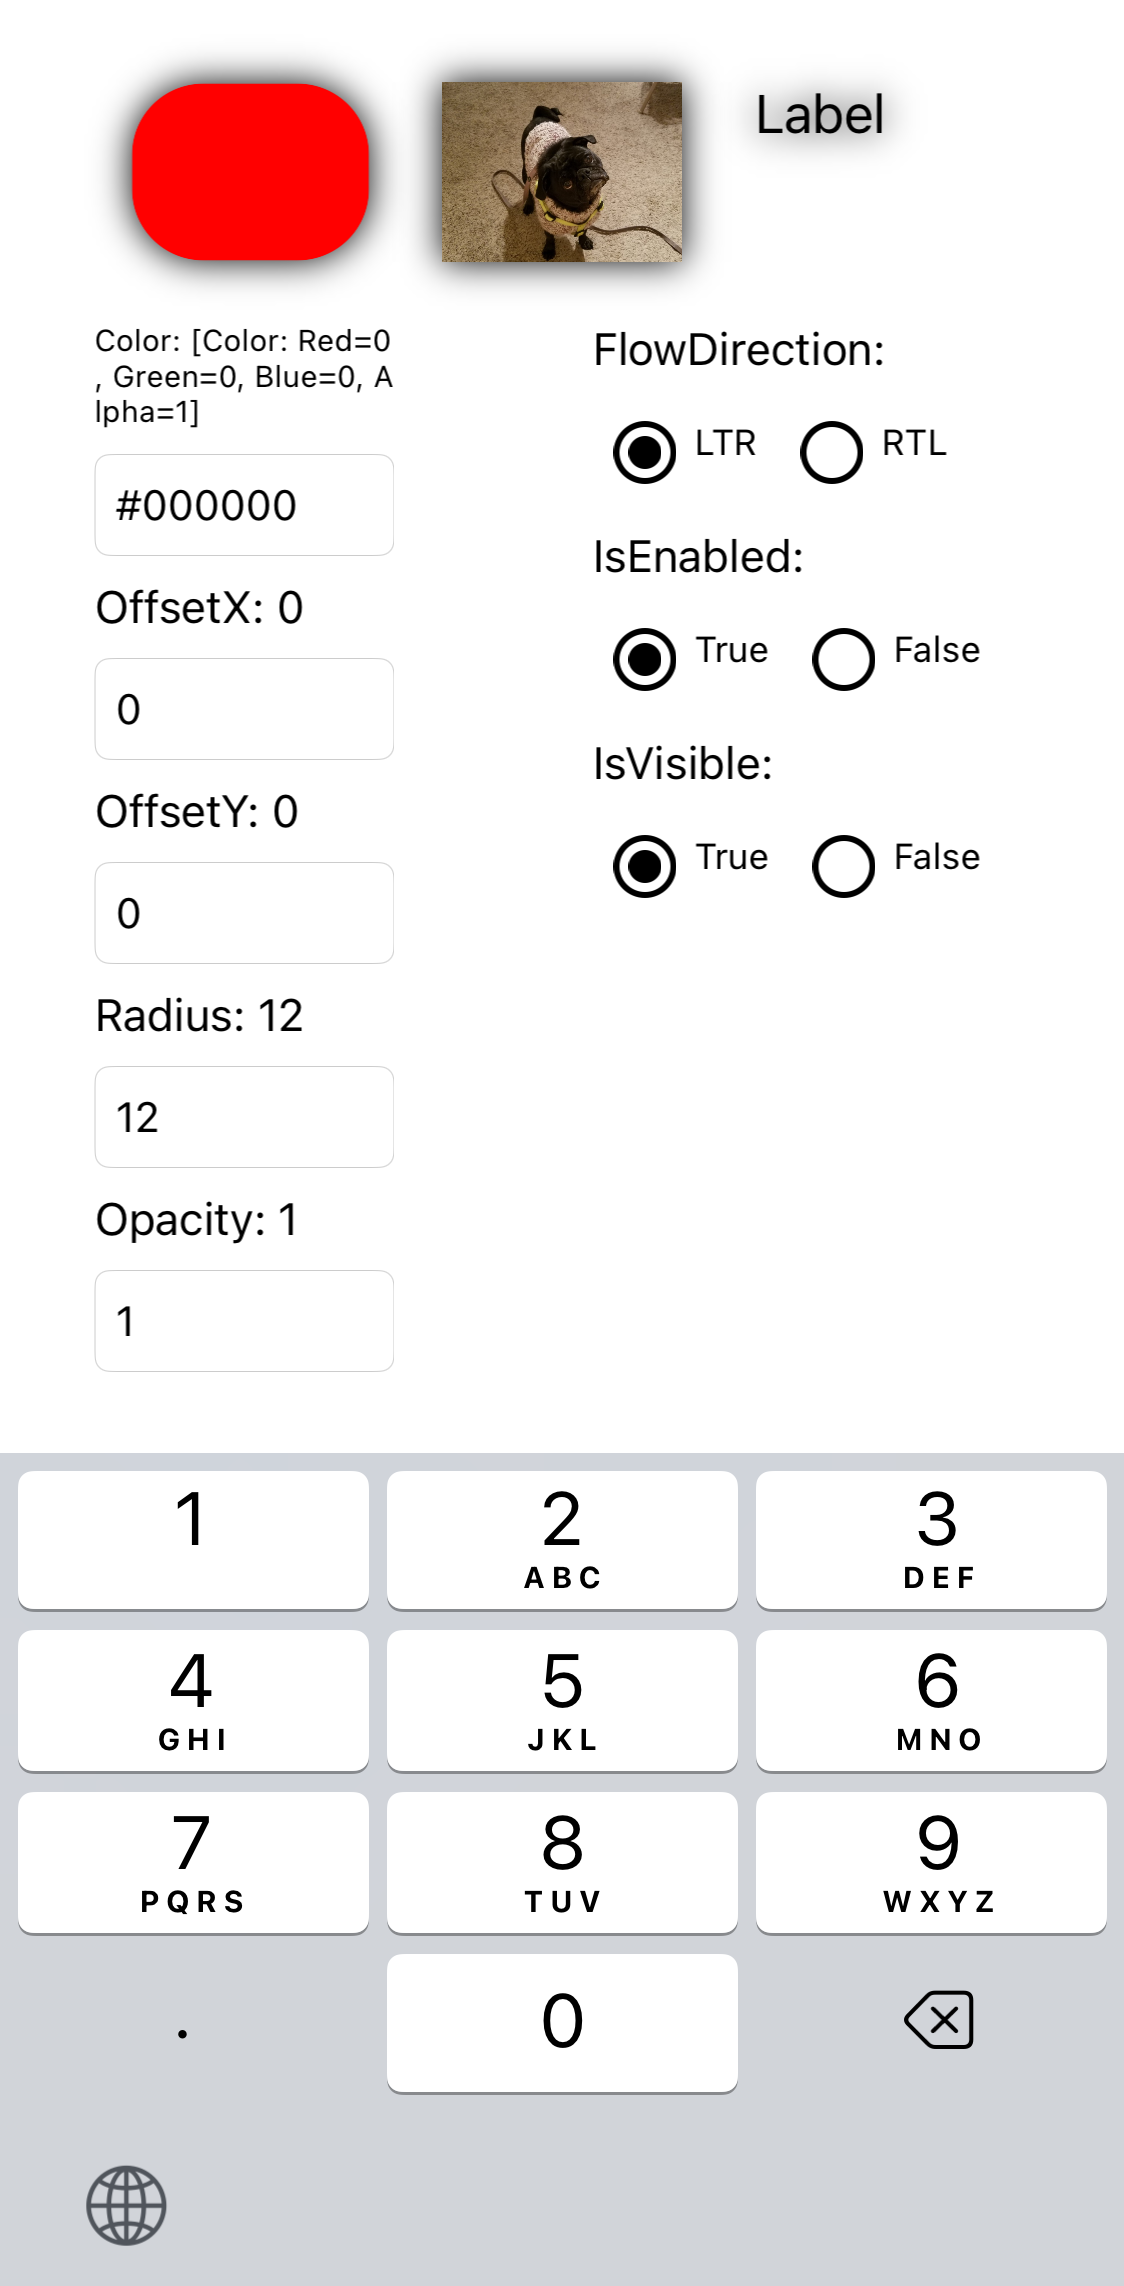 Label
Color: [Color: Red=0
, Green=0, Blue=0, A
lpha=1]
#000000
OffsetX: 0
0
OffsetY: 0
0
Radius: 12
12
Opacity: 1
1
FlowDirection:
LTR RTL
IsEnabled:
True False
IsVisible:
True False
1 2 3
ABC DEF
4 5 6
GHI JKL MNO
7 8 9
PQRS TUV WXYZ
. 0